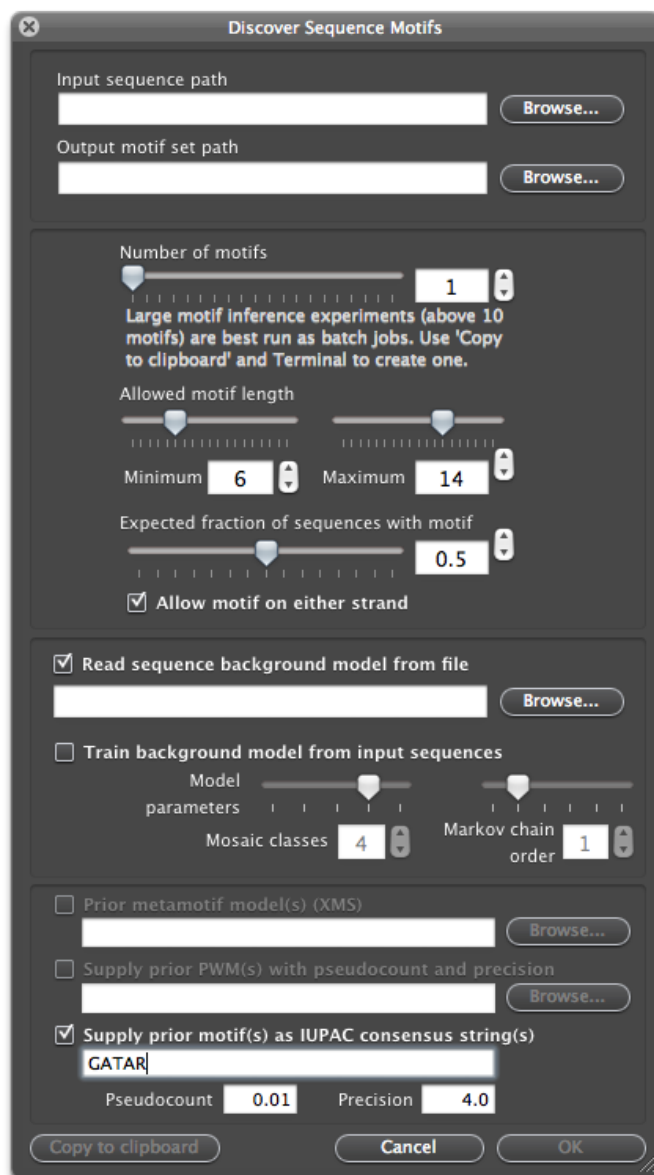 Discover Sequence Motifs
Input sequence path
Browse...
Output motif set path
Browse...
Number of motifs
1
Large motif inference experiments (above 10
motifs) are best run as batch jobs. Use 'Copy
to clipboard' and Terminal to create one.
Allowed motif length
Minimum 6 Maximum 14
Expected fraction of sequences with motif
0.5
Allow motif on either strand
Read sequence background model from file
Browse...
Train background model from input sequences
Model
parameters
Mosaic classes 4 Markov chain
order 1
Prior metamotif model(s) (XMS)
Browse...
Supply prior PWM(s) with pseudocount and precision
Browse...
Supply prior motif(s) as IUPAC consensus string(s)
GATAR
Pseudocount 0.01 Precision 4.0
Copy to clipboard Cancel OK